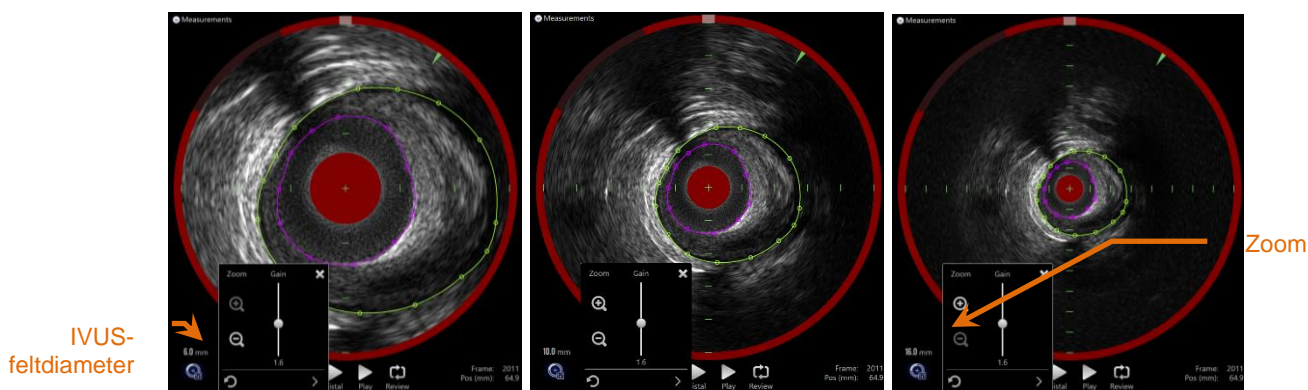 Measurements
Measurements
Measurements
Zoom Gain
Zoom Gain
Zoom Gain
Zoom
IVUS-
feltdiameter
6.0 mm
10.0 mm
16.0 mm
1.6
1.6
1.6
istal Play Review
Frame: 2011
Pos (mm): 64.9
istal Play Review
Frame: 2011
Pos (mm): 64.9
istal Play Review
Frame: 2011
Pos (mm): 64.9